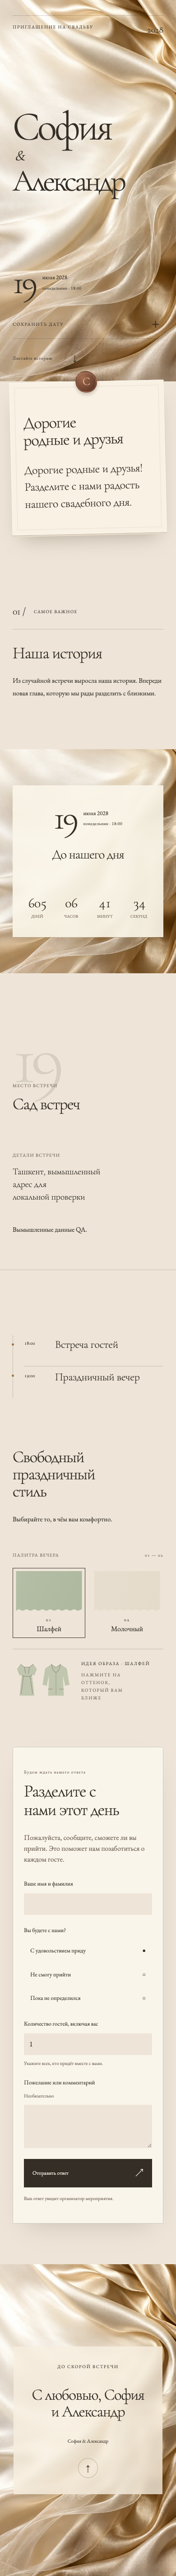 ПРИГЛАШЕНИЕ НА СВАДЬБУ
2028
София
&
Александр
19
июня 2028
понедельник · 18:00
СОХРАНИТЬ ДАТУ
Листайте историю
С
Дорогие
родные и друзья
Дорогие родные и друзья!
Разделите с нами радость
нашего свадебного дня.
01 /
САМОЕ ВАЖНОЕ
Наша история
Из случайной встречи выросла наша история. Впереди
новая глава, которую мы рады разделить с близкими.
19
июня 2028
понедельник · 18:00
До нашего дня
605
06
41
34
ДНЕЙ
ЧАСОВ
МИНУТ
СЕКУНД
19
МЕСТО ВСТРЕЧИ
Сад встреч
ДЕТАЛИ ВСТРЕЧИ
Ташкент, вымышленный
адрес для
локальной проверки
Вымышленные данные QA.
18:00
Встреча гостей
19:00
Праздничный вечер
Свободный
праздничный
стиль
Выбирайте то, в чём вам комфортно.
ПАЛИТРА ВЕЧЕРА
01 — 02
01
Шалфей
02
Молочный
ИДЕЯ ОБРАЗА · ШАЛФЕЙ
НАЖМИТЕ НА
ОТТЕНОК,
КОТОРЫЙ ВАМ
БЛИЖЕ
Будем ждать вашего ответа
Разделите с
нами этот день
Пожалуйста, сообщите, сможете ли вы
прийти. Это поможет нам позаботиться о
каждом госте.
Ваше имя и фамилия
Вы будете с нами?
С удовольствием приду
Не смогу прийти
Пока не определился
Количество гостей, включая вас
1
Укажите всех, кто придёт вместе с вами.
Пожелание или комментарий
Необязательно
Отправить ответ
Ваш ответ увидит организатор мероприятия.
ДО СКОРОЙ ВСТРЕЧИ
С любовью, София
и Александр
София & Александр